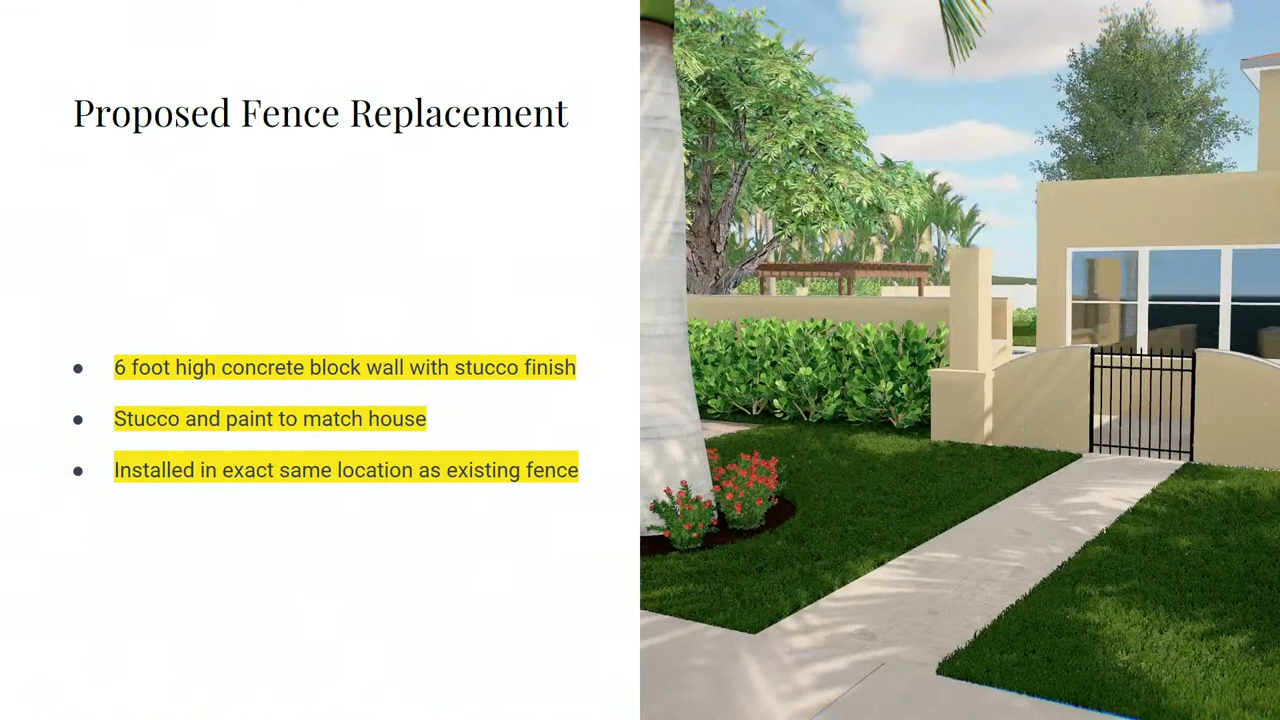 Proposed Fence Replacement
● 6 foot high concrete block wall with stucco finish
● Stucco and paint to match house
● Installed in exact same location as existing fence